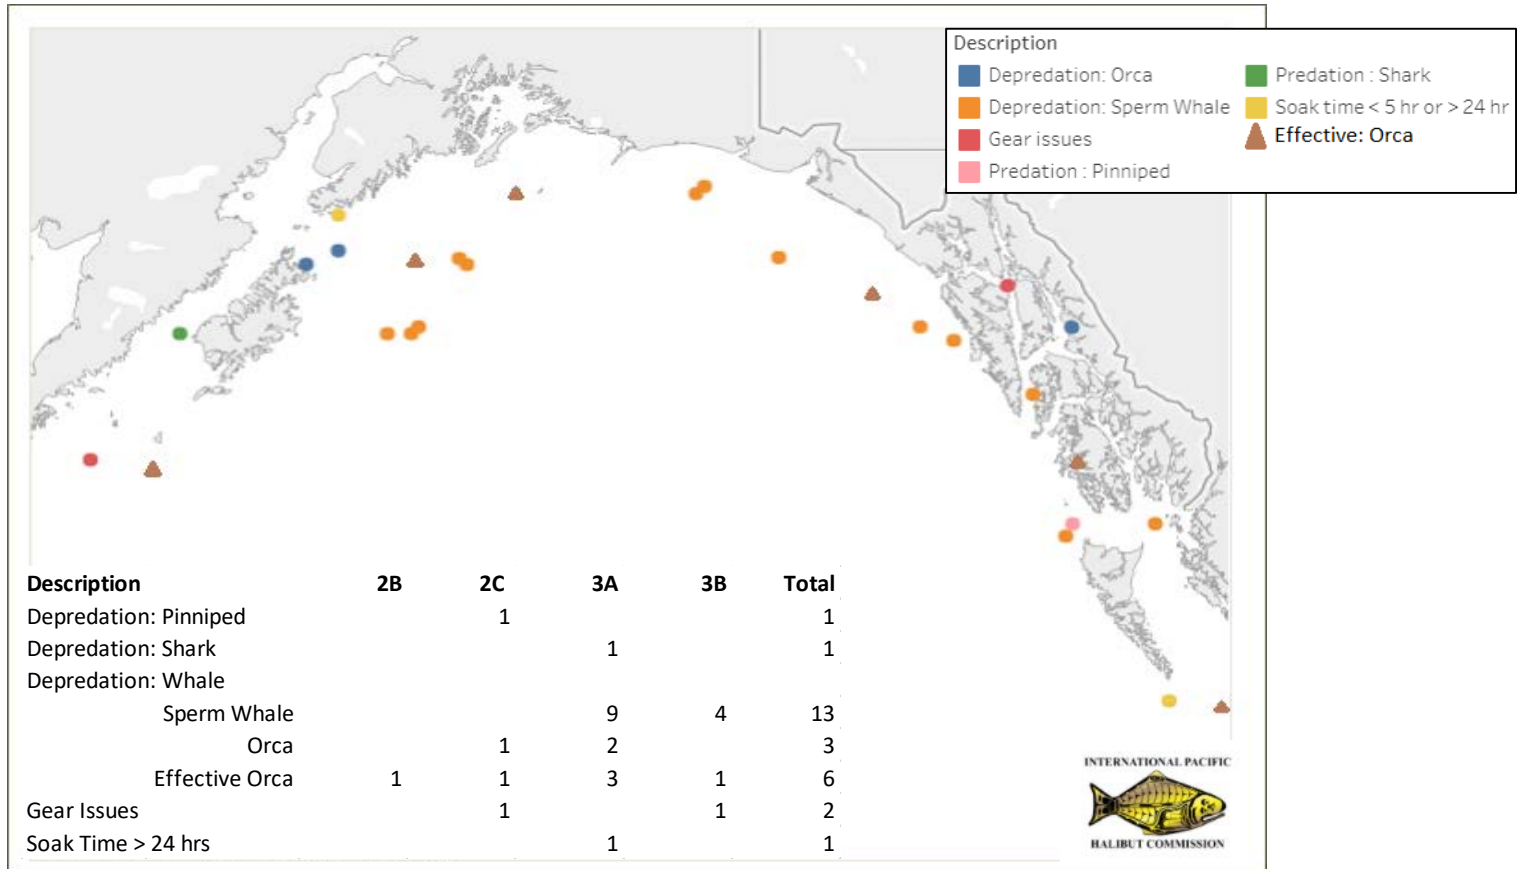 Description
Depredation: Orca
Predation : Shark
Depredation: Sperm Whale
Soak time < 5 hr or > 24 hr
Gear issues
Effective: Orca
Predation : Pinniped
Description 2B 2C 3A 3B Total
Depredation: Pinniped 1 1
Depredation: Shark 1 1
Depredation: Whale
Sperm Whale 9 4 13
Orca 1 2 3
Effective Orca 1 1 3 1 6
Gear Issues 1 1 2
Soak Time > 24 hrs 1 1
INTERNATIONAL PACIFIC
HALIBUT COMMISSION